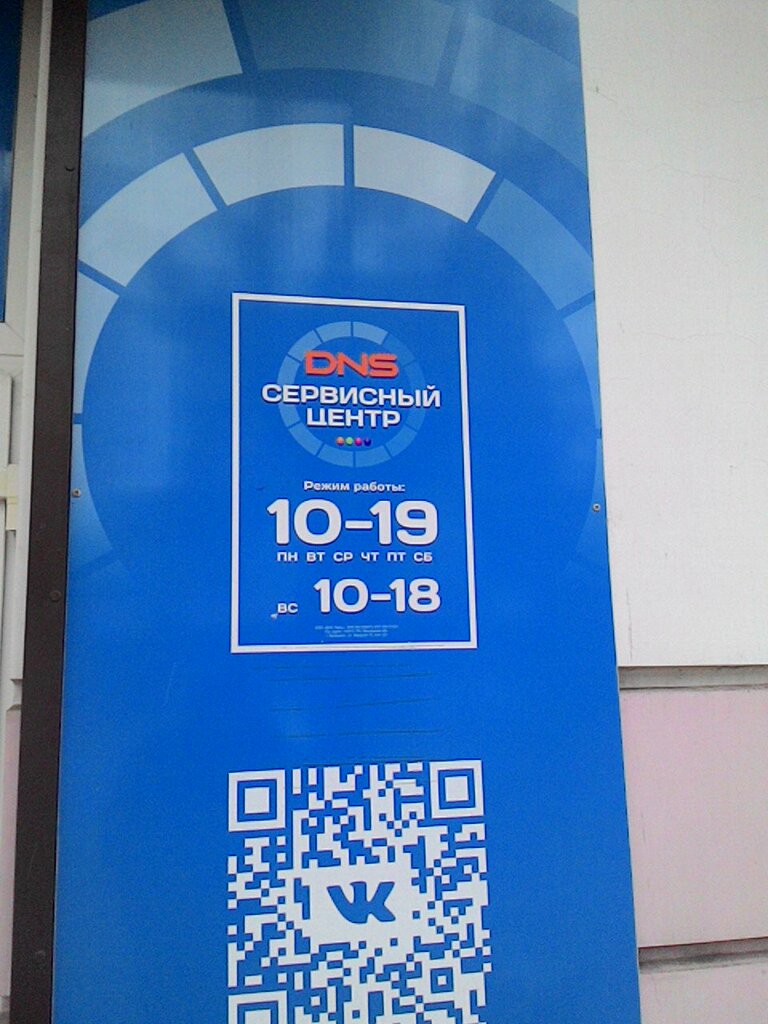 DNS
СЕРВИСНЫЙ
ЦЕНТР
Режим работы:
10-19
ПН ВТ СР ЧТ ПТ СБ
ВС 10-18